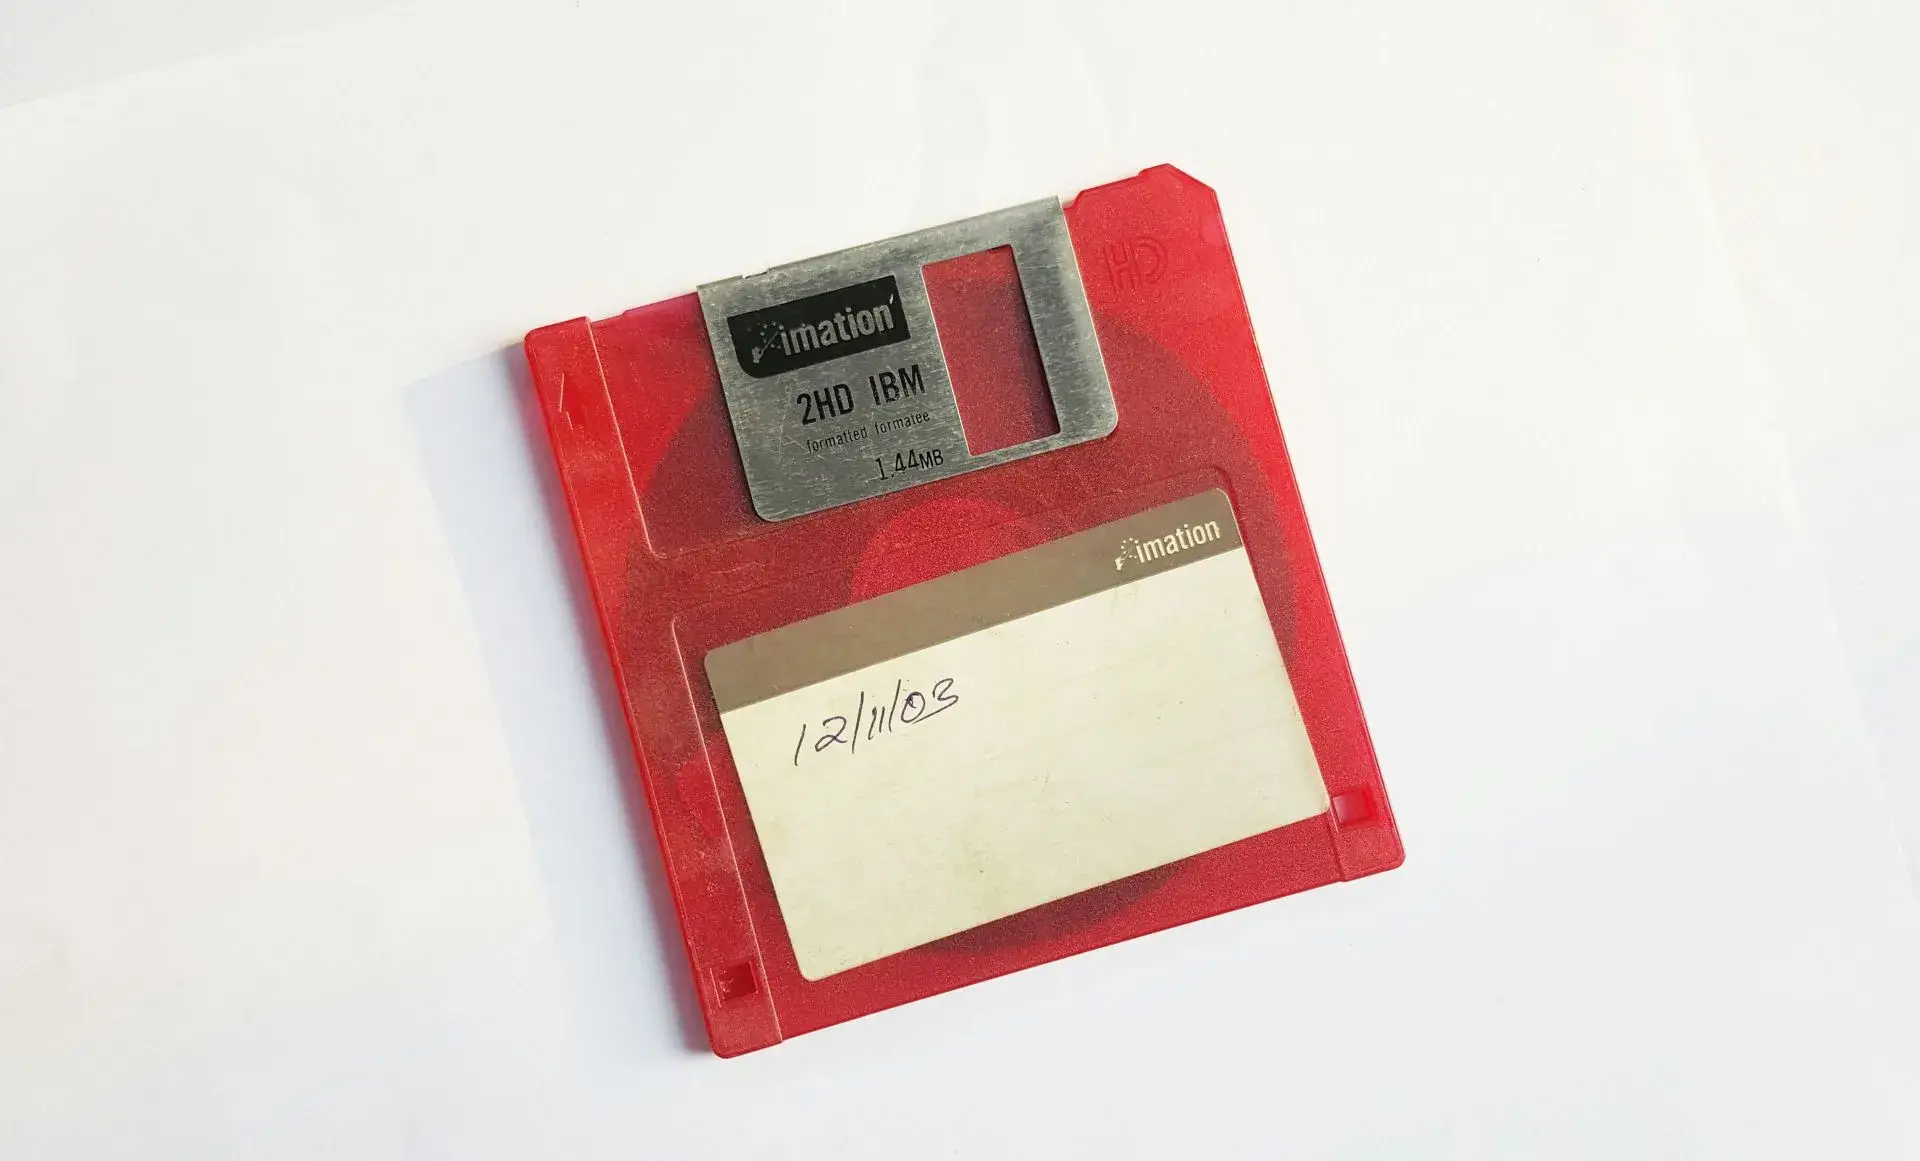 HD
imation
2HD IBM
formatted formatee
1.44MB
imation
12/11/03